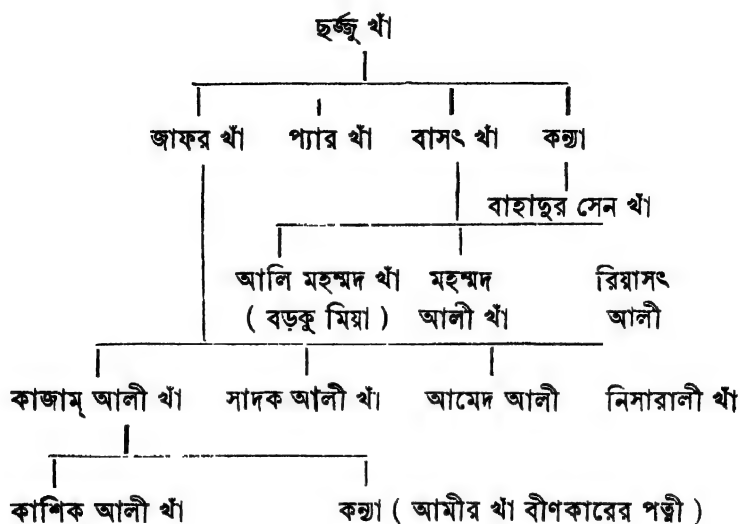 ছর্জ্জু খাঁ
জাফর খাঁ প্যার খাঁ বাসৎ খাঁ কন্যা
বাহাদুর সেন খাঁ
আলি মহম্মদ খাঁ মহম্মদ রিয়াসৎ
( বড়কু মিয়া ) আলী খাঁ আলী
কাজাম্ আলী খাঁ সাদক আলী খাঁ আমেদ আলী নিসারালী খাঁ
কাশিক আলী খাঁ কন্যা ( আমীর খাঁ বীণকারের পত্নী )